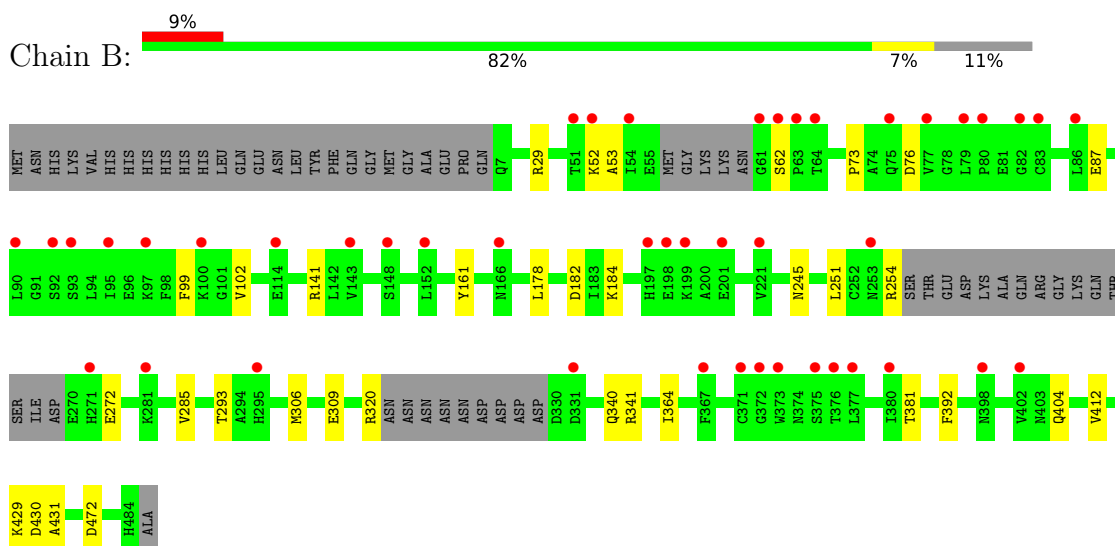 9%
Chain B:
82% 7% 11%
MET ASN HIS LYS VAL HIS HIS HIS HIS HIS HIS LEU GLN GLU ASN LEU TYR PHE GLN GLY MET GLY ALA GLU PRO GLN Q7 R29 T51 K52 A53 I54 E55 MET GLY LYS LYS ASN G61 S62 P63 T64 P73 A74 Q75 D76 V77 G78 L79 P80 E81 G82 C83 L86 E87
L90 G91 S92 S93 L94 I95 E96 K97 F98 F99 K100 G101 V102 E114 R141 L142 V143 S148 L152 Y161 N166 L178 D182 I183 K184 H197 E198 K199 A200 E201 V221 N245 L251 C252 N253 R254 SER THR GLU ASP LYS ALA GLN ARG GLY LYS GLN THR
SER ILE ASP E270 H271 E272 K281 V285 T293 A294 H295 M306 E309 R320 ASN ASN ASN ASN ASN ASP ASP ASP ASP D330 D331 Q340 R341 I364 F367 C371 G372 W373 N374 S375 T376 L377 I380 T381 F392 N398 V402 N403 Q404 V412
K429 D430 A431 D472 H484 ALA